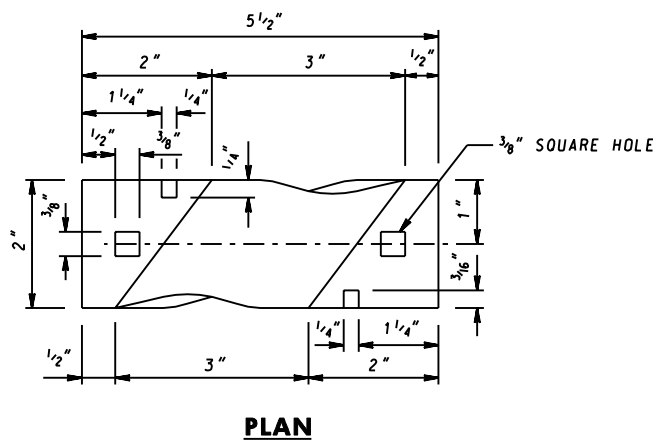 5 1/2"
2" 3" 1/2"
1 1/4" 1/4"
1/2" 3/8" 1/4"
3/8" SQUARE HOLE
3/8"
2"
1"
3/16"
1/4" 1 1/4"
1/2" 3" 2"
PLAN